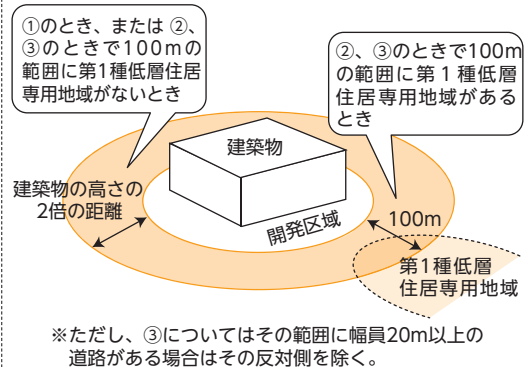 ①のとき、または ②、
③のときで100mの
範囲に第1種低層住居
専用地域がないとき
②、③のときで100m
の範囲に第1種低層
住居専用地域がある
とき
建築物
建築物の高さの
2倍の距離
開発区域
100m
第1種低層
住居専用地域
※ただし、③についてはその範囲に幅員20m以上の
道路がある場合はその反対側を除く。